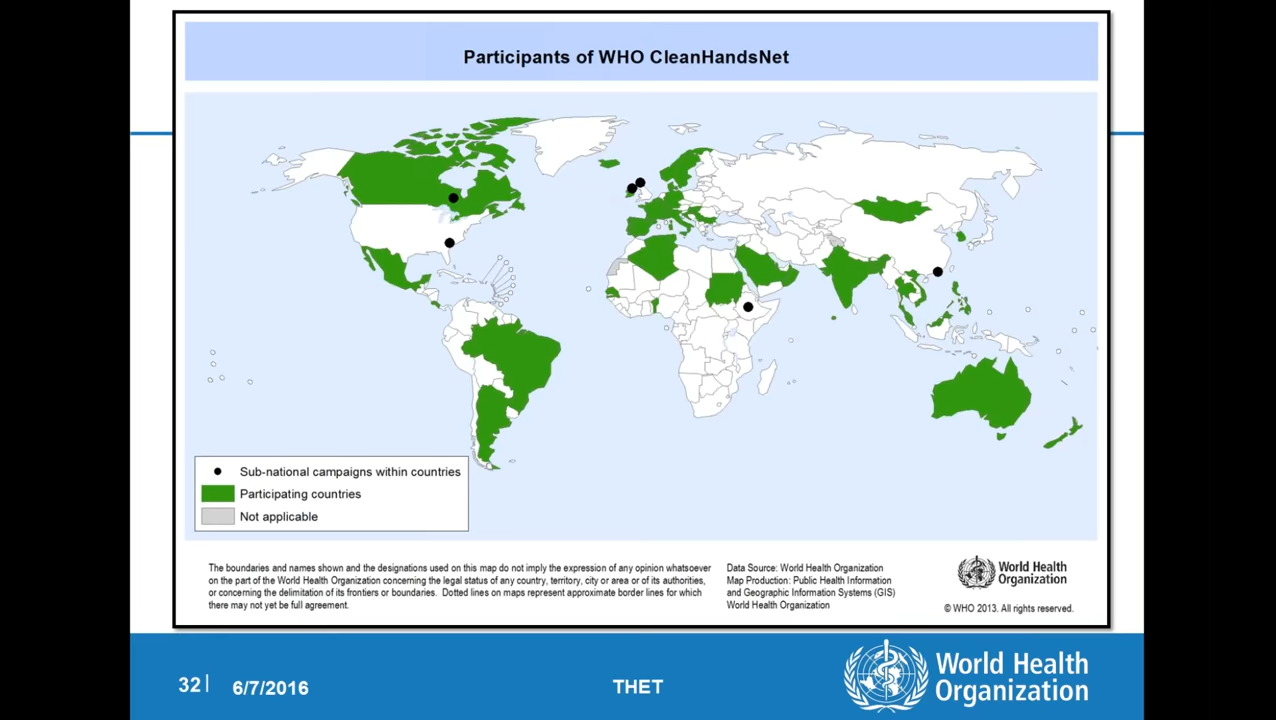 Participants of WHO CleanHandsNet
Sub-national campaigns within countries
Participating countries
Not applicable
The boundaries and names shown and the designations used on this map do not imply the expression of any opinion whatsoever
on the part of the World Health Organization concerning the legal status of any country, territory, city or area or of its authorities,
or concerning the delimitation of its frontiers or boundaries. Dotted lines on maps represent approximate border lines for which
there may not yet be full agreement.
Data Source: World Health Organization
Map Production: Public Health Information
and Geographic Information Systems (GIS)
World Health Organization
World Health
Organization
© WHO 2013. All rights reserved.
32| 6/7/2016 THET
World Health
Organization